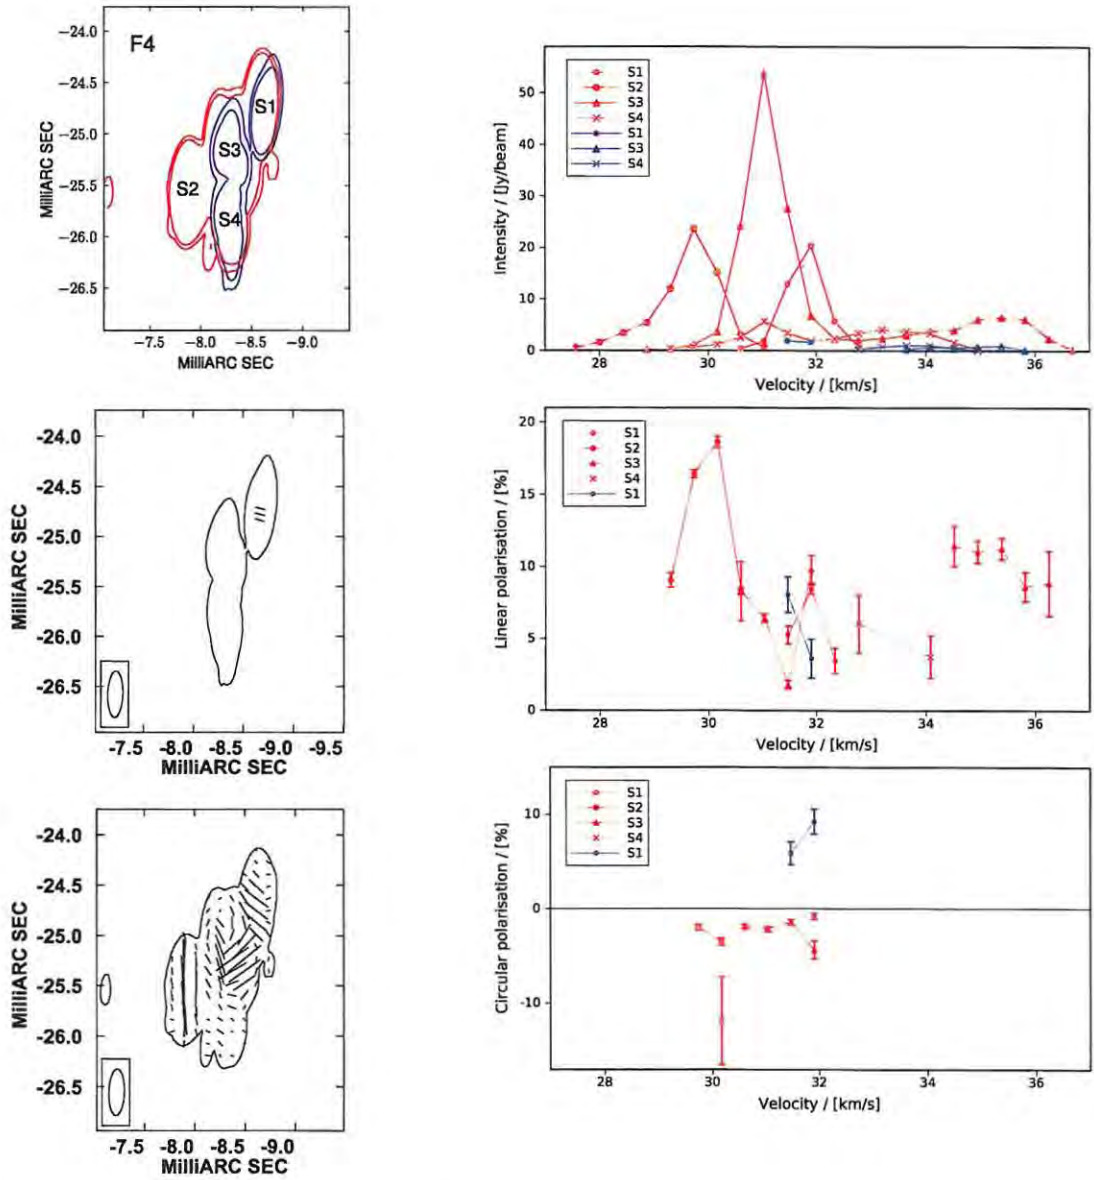 F4
S1
S3
S2
S4
−24.0
−24.5
−25.0
−25.5
−26.0
−26.5
MilliARC SEC
−7.5 −8.0 −8.5 −9.0
MilliARC SEC
S1
S2
S3
S4
S1
S3
S4
50
40
30
20
10
0
Intensity / [Jy/beam]
28 30 32 34 36
Velocity / [km/s]
-24.0
-24.5
-25.0
-25.5
-26.0
-26.5
MilliARC SEC
-7.5 -8.0 -8.5 -9.0 -9.5
MilliARC SEC
S1
S2
S3
S4
S1
20
15
10
5
0
Linear polarisation / [%]
28 30 32 34 36
Velocity / [km/s]
-24.0
-24.5
-25.0
-25.5
-26.0
-26.5
MilliARC SEC
-7.5 -8.0 -8.5 -9.0
MilliARC SEC
S1
S2
S3
S4
S1
10
0
-10
Circular polarisation / [%]
28 30 32 34 36
Velocity / [km/s]